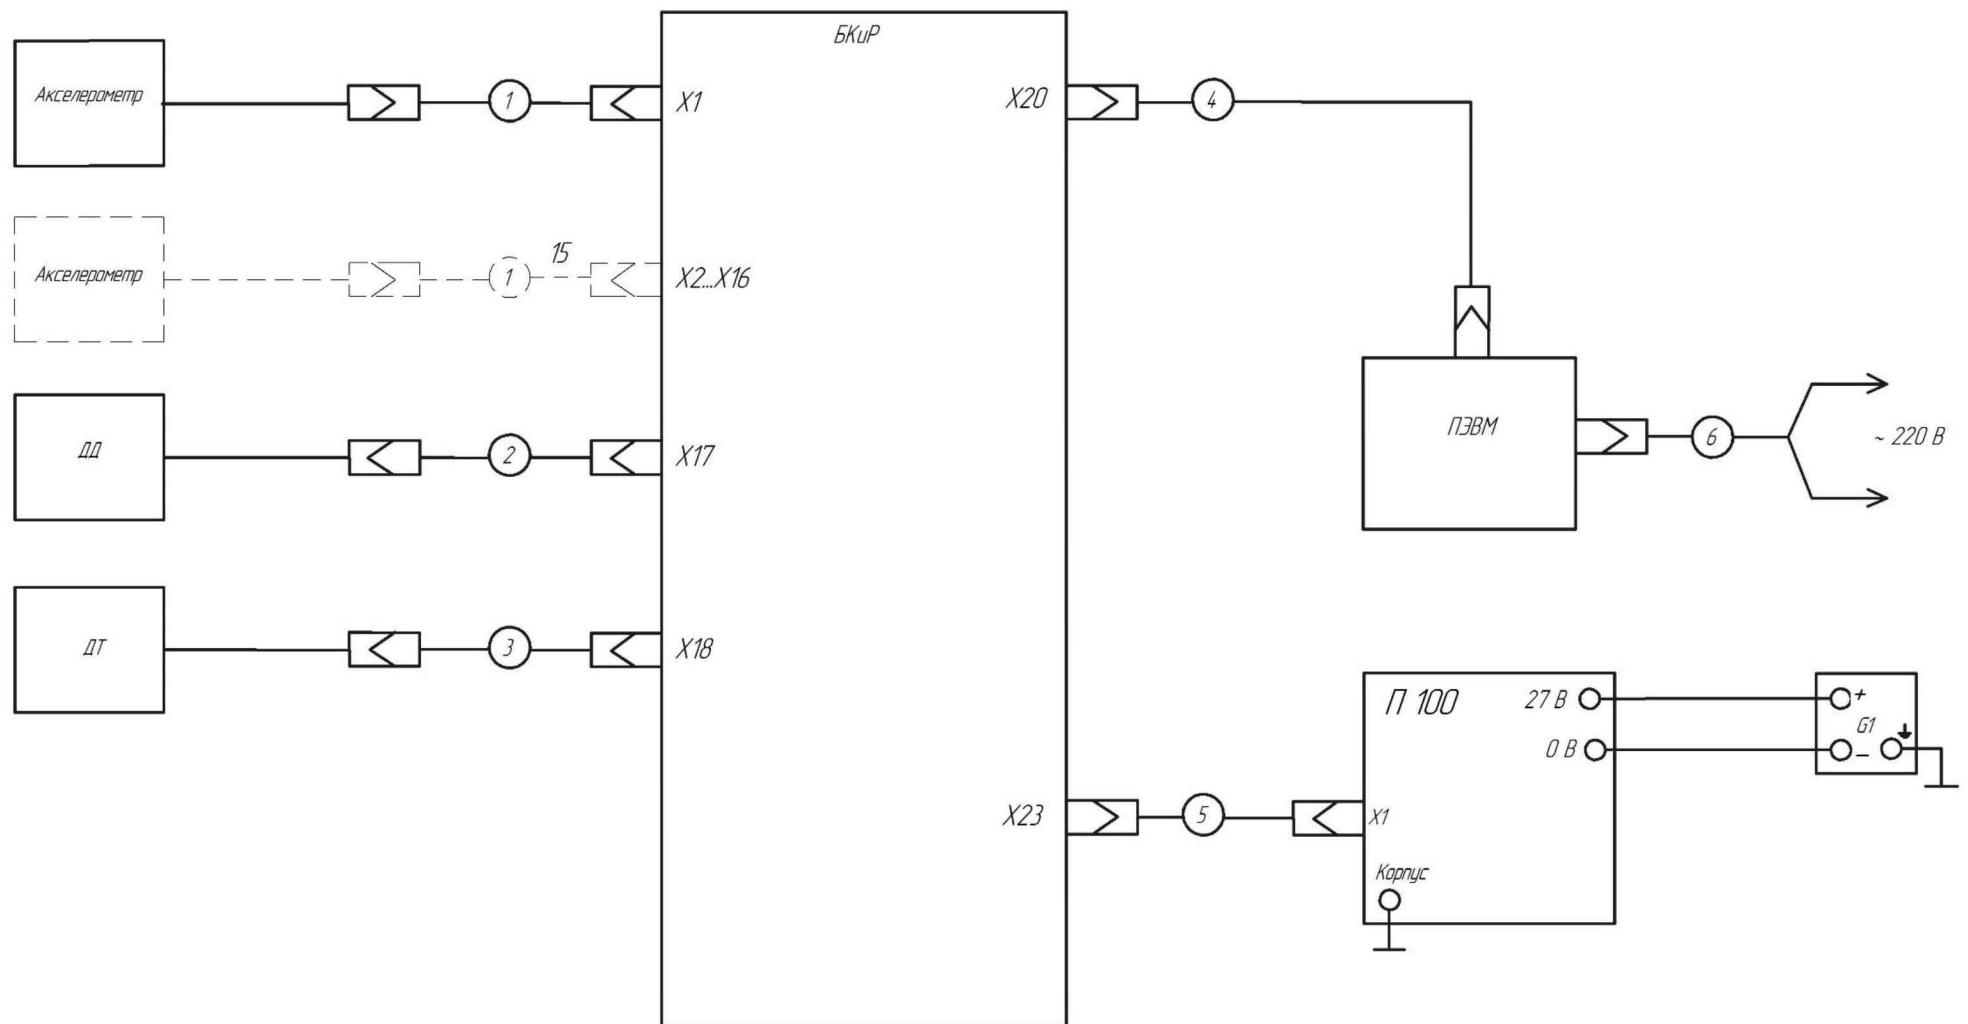 БКиР
Акселерометр
1
X1
X20
4
Акселерометр
1
15
X2...X16
ДД
2
X17
ПЭВМ
6
~ 220 В
ДТ
3
X18
П 100
27 В
+
0 В
G1
–
X23
5
X1
Корпус